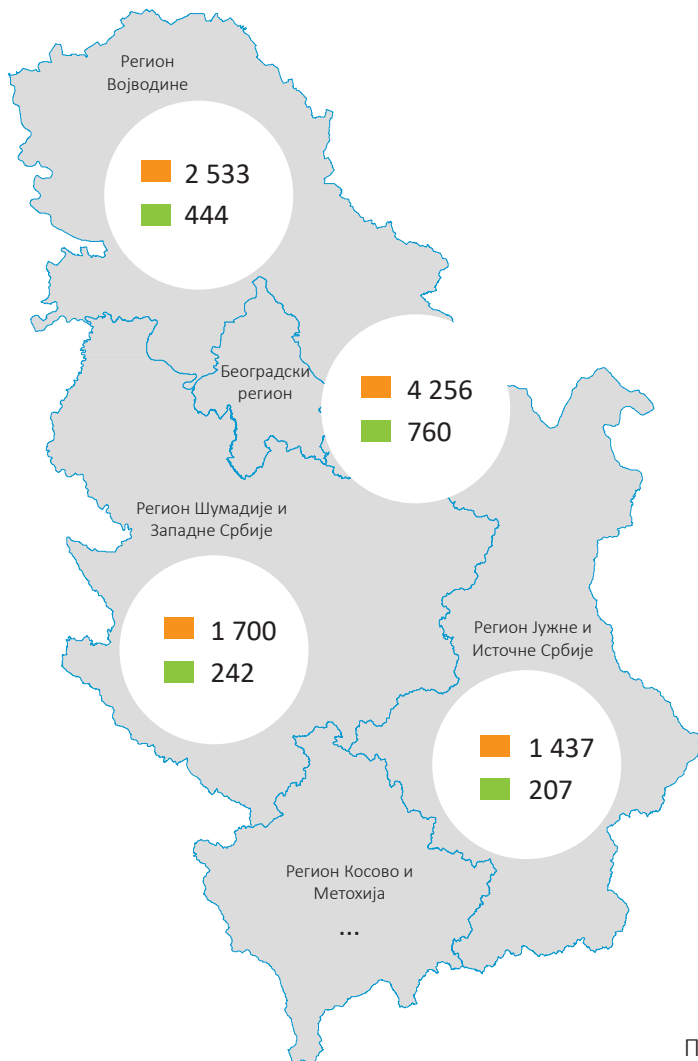 Регион
Војводине
2 533
444
Београдски
регион
4 256
760
Регион Шумадије и
Западне Србије
1 700
242
Регион Јужне и
Источне Србије
1 437
207
Регион Косово и
Метохија
...
П